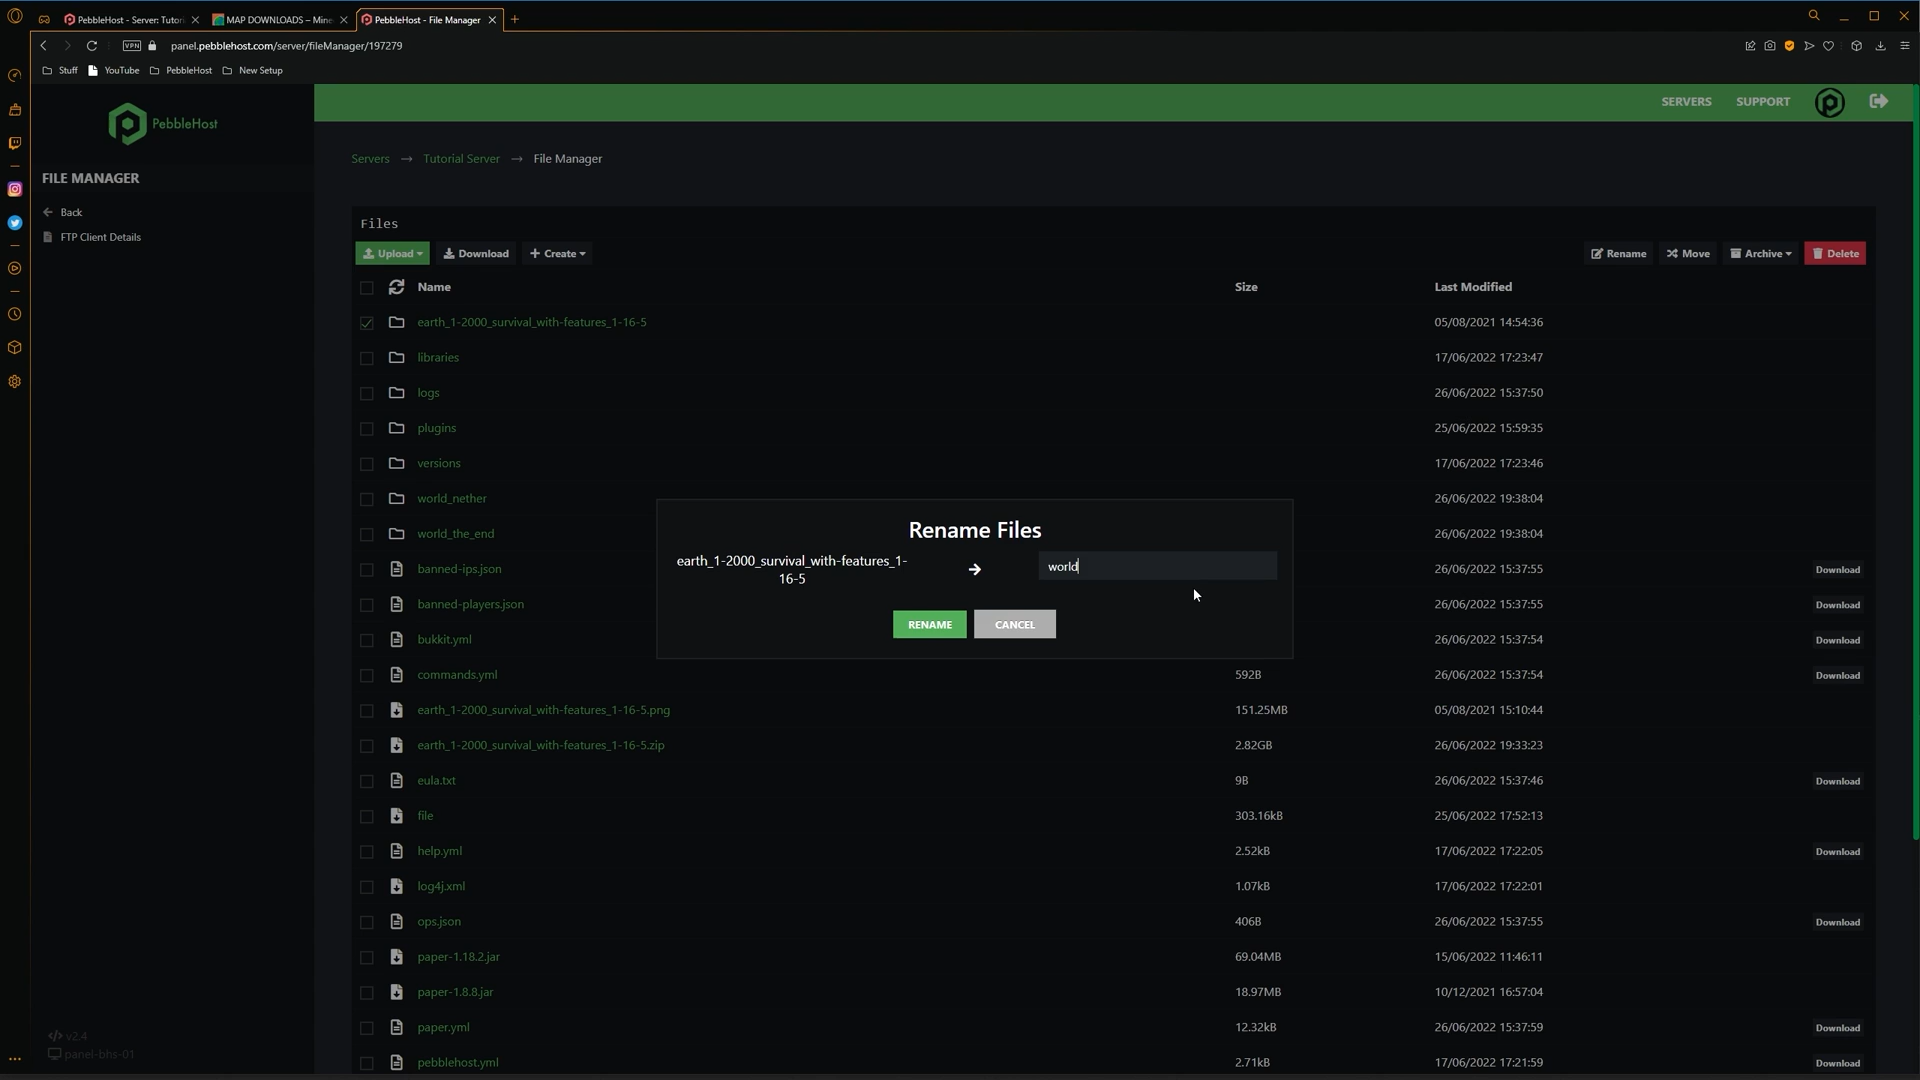 PebbleHost - Server: Tutori
MAP DOWNLOADS – Mine
PebbleHost - File Manager
VPN
panel.pebblehost.com/server/fileManager/197279
Stuff
YouTube
PebbleHost
New Setup
PebbleHost
SERVERS
SUPPORT
Servers → Tutorial Server → File Manager
FILE MANAGER
Back
FTP Client Details
Files
Upload
Download
Create
Rename
Move
Archive
Delete
Name Size Last Modified
earth_1-2000_survival_with-features_1-16-5 05/08/2021 14:54:36
libraries 17/06/2022 17:23:47
logs 26/06/2022 15:37:50
plugins 25/06/2022 15:59:35
versions 17/06/2022 17:23:46
world_nether 26/06/2022 19:38:04
world_the_end 26/06/2022 19:38:04
banned-ips.json 26/06/2022 15:37:55 Download
banned-players.json 26/06/2022 15:37:55 Download
bukkit.yml 26/06/2022 15:37:54 Download
commands.yml 592B 26/06/2022 15:37:54 Download
earth_1-2000_survival_with-features_1-16-5.png 151.25MB 05/08/2021 15:10:44
earth_1-2000_survival_with-features_1-16-5.zip 2.82GB 26/06/2022 19:33:23
eula.txt 9B 26/06/2022 15:37:46 Download
file 303.16kB 25/06/2022 17:52:13
help.yml 2.52kB 17/06/2022 17:22:05 Download
log4j.xml 1.07kB 17/06/2022 17:22:01
ops.json 406B 26/06/2022 15:37:55 Download
paper-1.18.2.jar 69.04MB 15/06/2022 11:46:11
paper-1.8.8.jar 18.97MB 10/12/2021 16:57:04
paper.yml 12.32kB 26/06/2022 15:37:59 Download
pebblehost.yml 2.71kB 17/06/2022 17:21:59 Download
Rename Files
earth_1-2000_survival_with-features_1-
16-5
→
world
RENAME
CANCEL
v2.4
panel-bhs-01